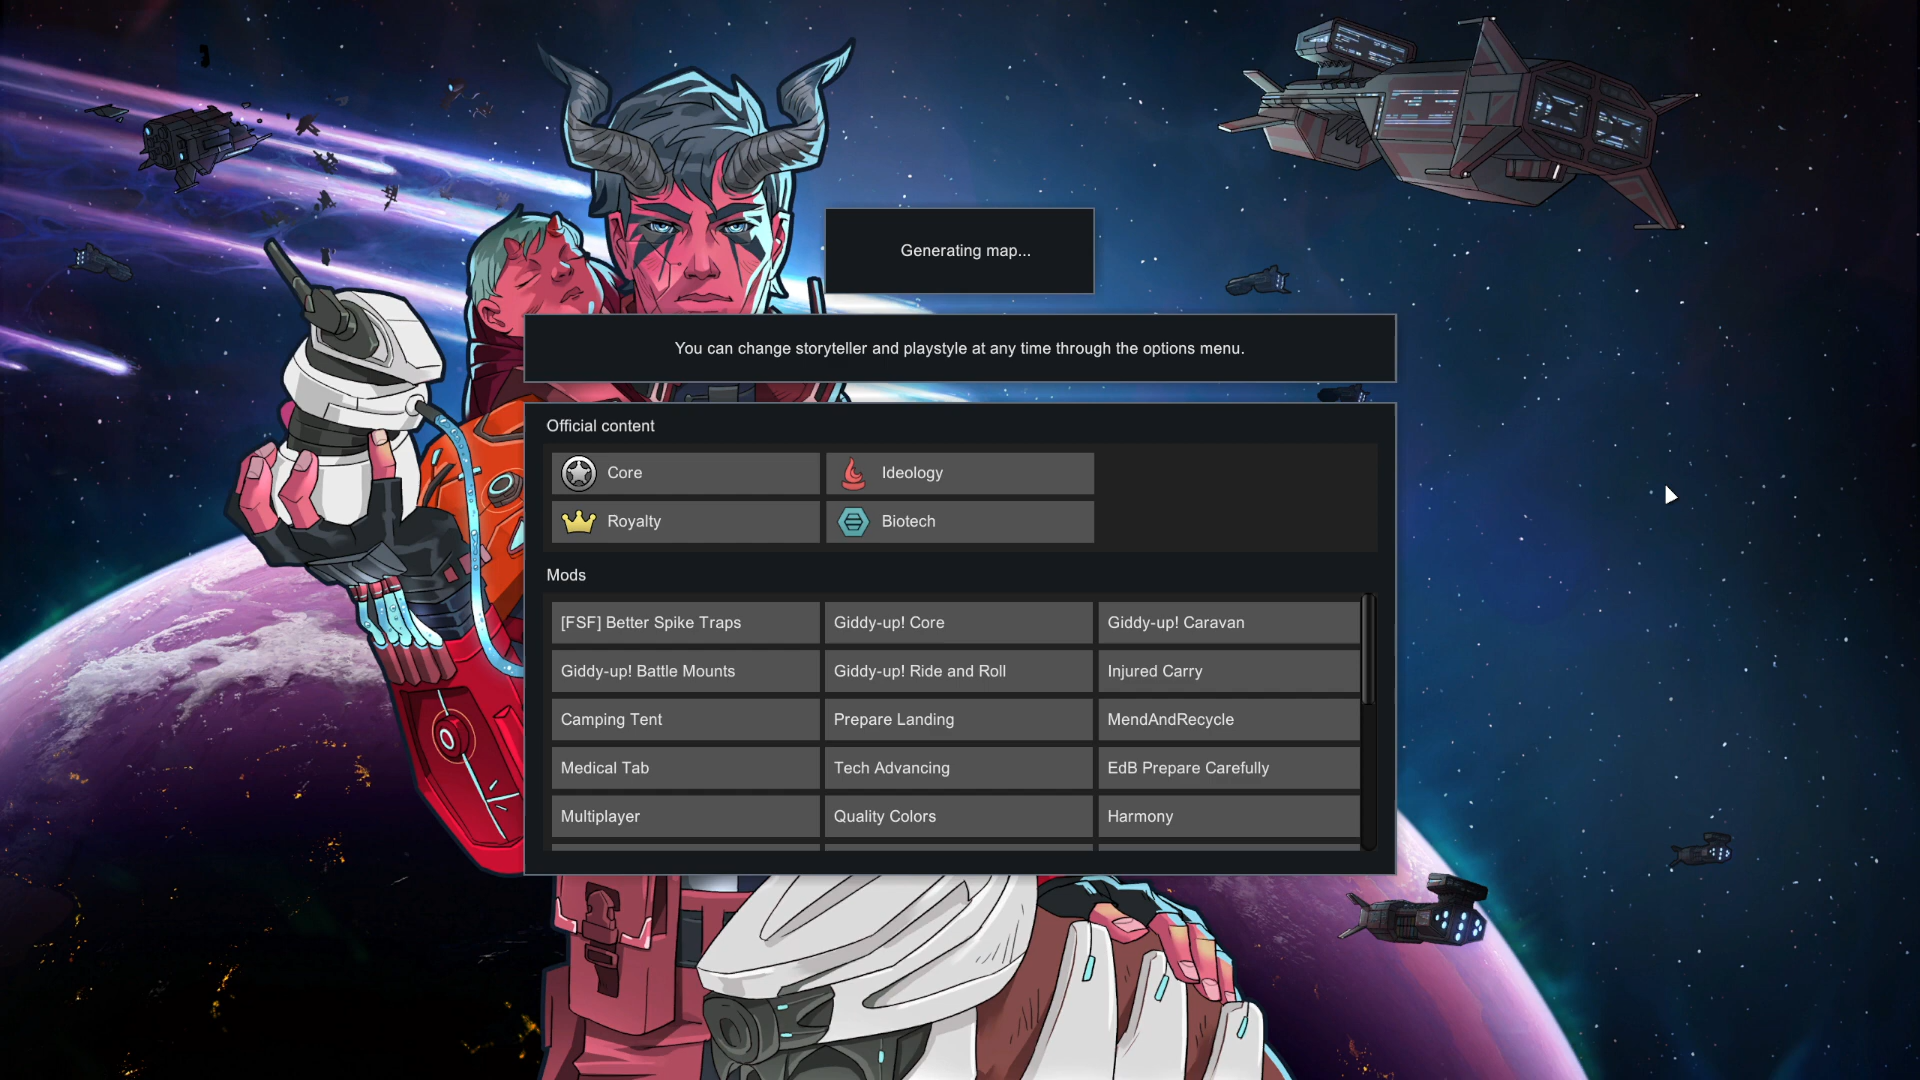 Generating map...
You can change storyteller and playstyle at any time through the options menu.
Official content
Core
Ideology
Royalty
Biotech
Mods
[FSF] Better Spike Traps
Giddy-up! Core
Giddy-up! Caravan
Giddy-up! Battle Mounts
Giddy-up! Ride and Roll
Injured Carry
Camping Tent
Prepare Landing
MendAndRecycle
Medical Tab
Tech Advancing
EdB Prepare Carefully
Multiplayer
Quality Colors
Harmony